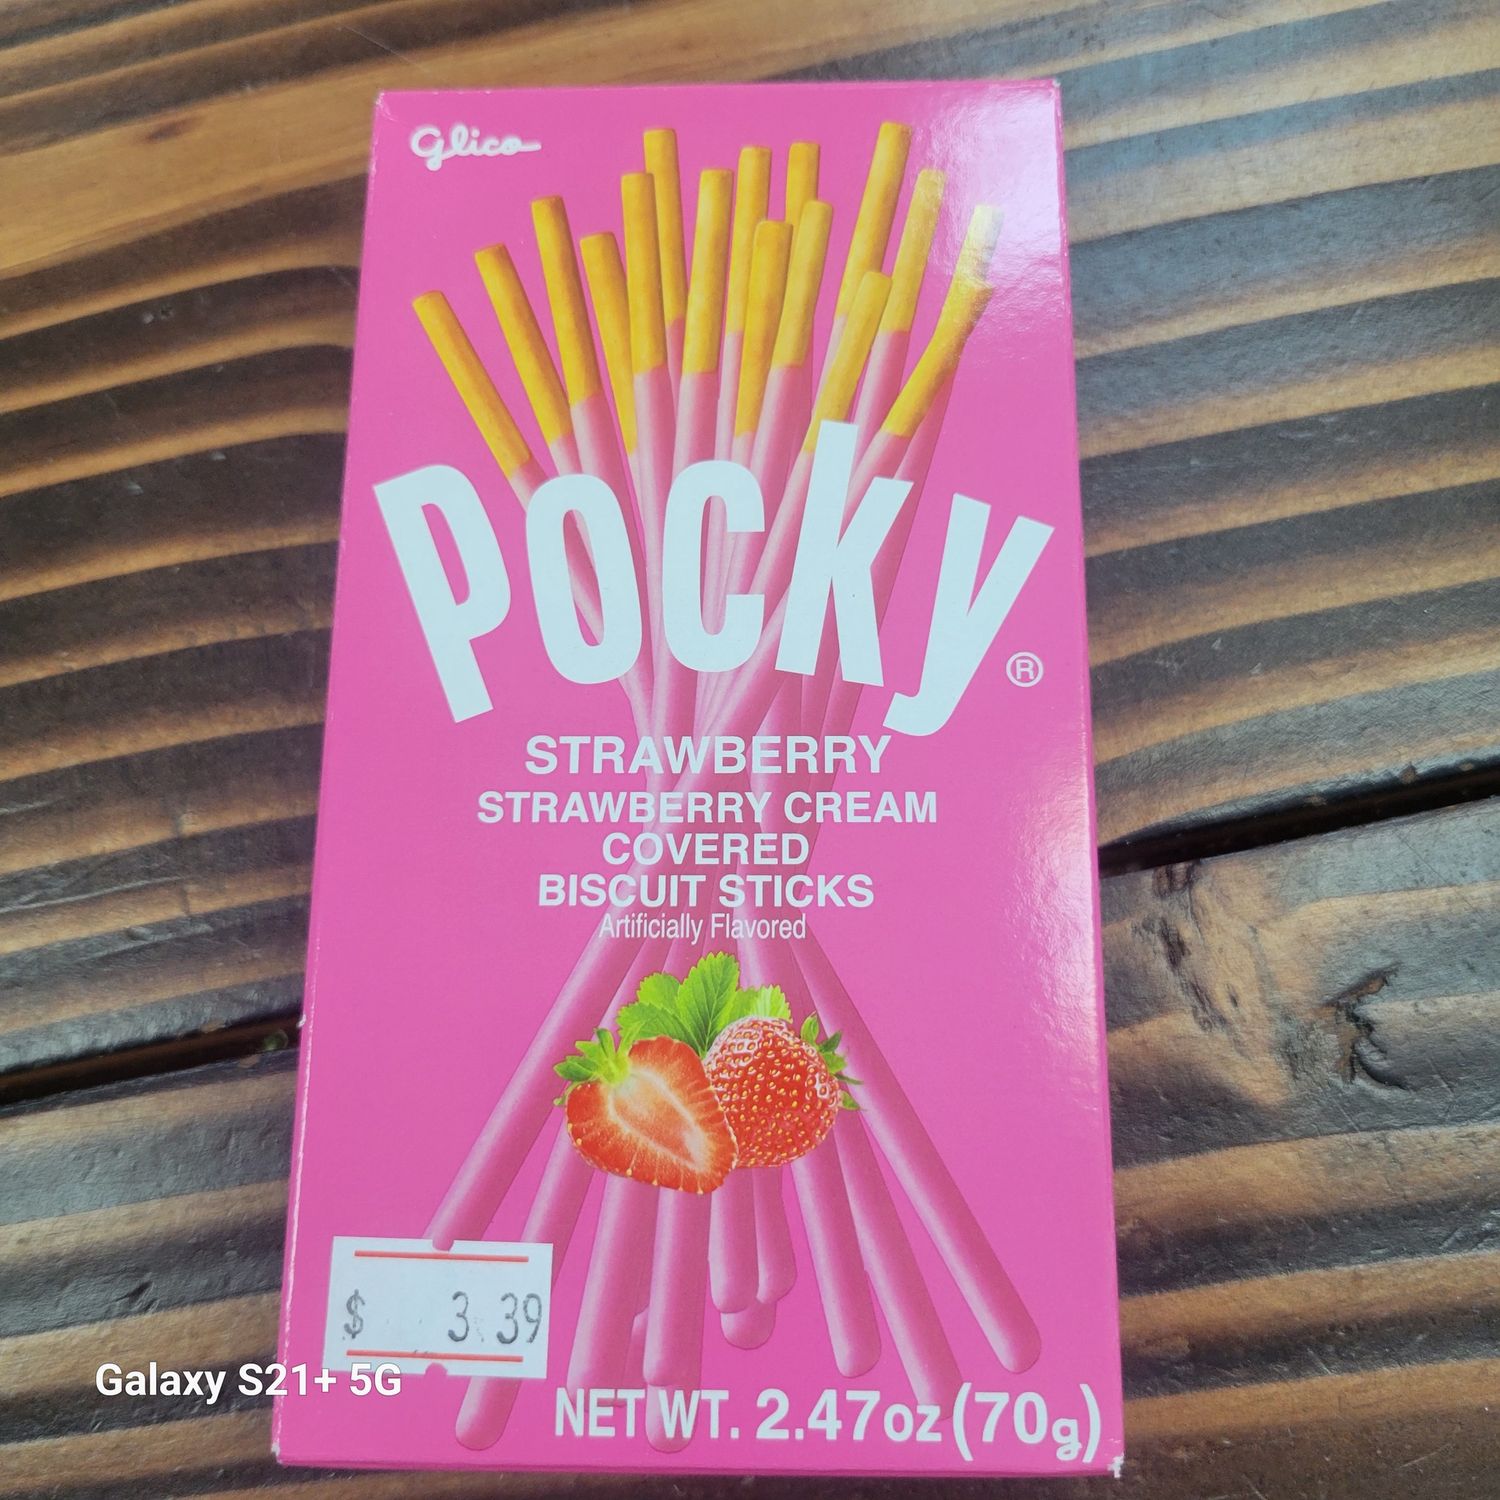 Glico
Pocky®
STRAWBERRY
STRAWBERRY CREAM
COVERED
BISCUIT STICKS
Artificially Flavored
$ 3.39
Galaxy S21+ 5G
NET WT. 2.47oz (70g)